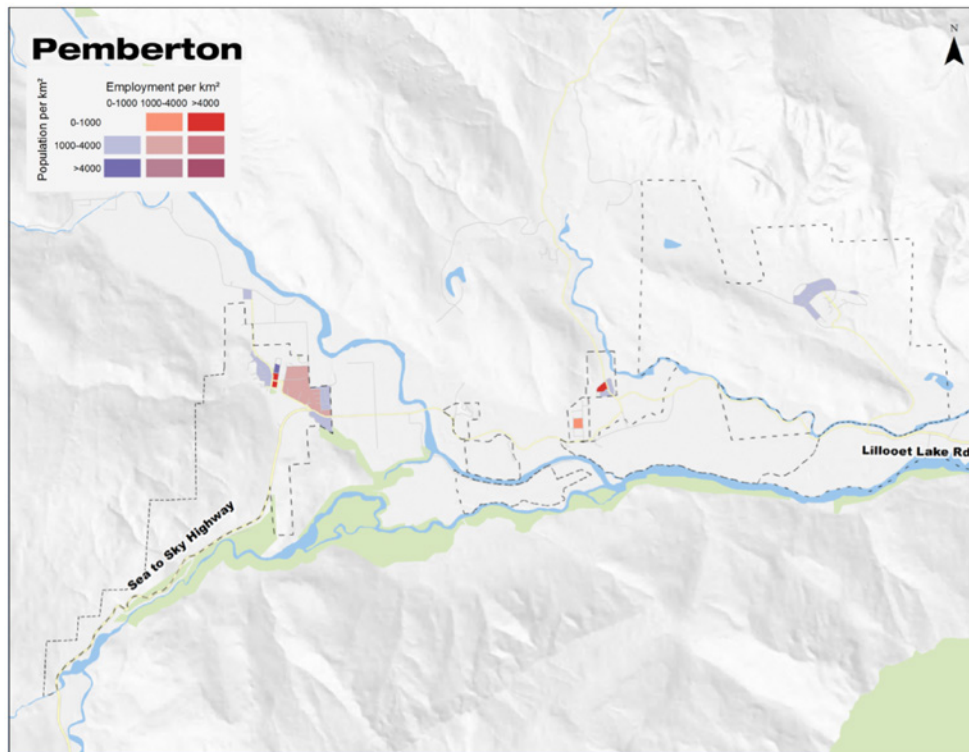 Pemberton
Employment per km²
0-1000 1000-4000 >4000
Population per km²
0-1000
1000-4000
>4000
N
Lillooet Lake Rd
Sea to Sky Highway